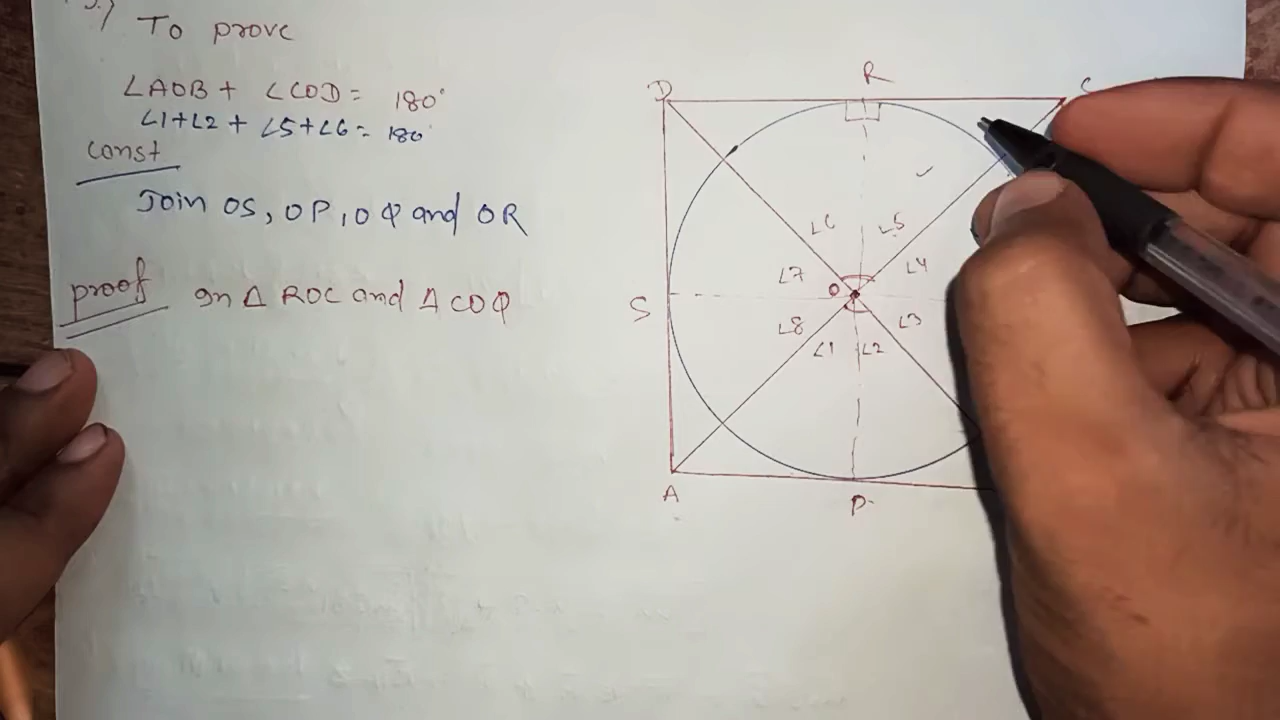 To prove
∠AOB + ∠COD = 180°
∠1+∠2 + ∠5+∠6 = 180°
Const
Join OS, OP, OQ and OR
proof In Δ ROC and Δ COQ
D
R
C
∠6
∠5
∠7
∠4
S
O
∠8
∠3
∠1
∠2
A
P